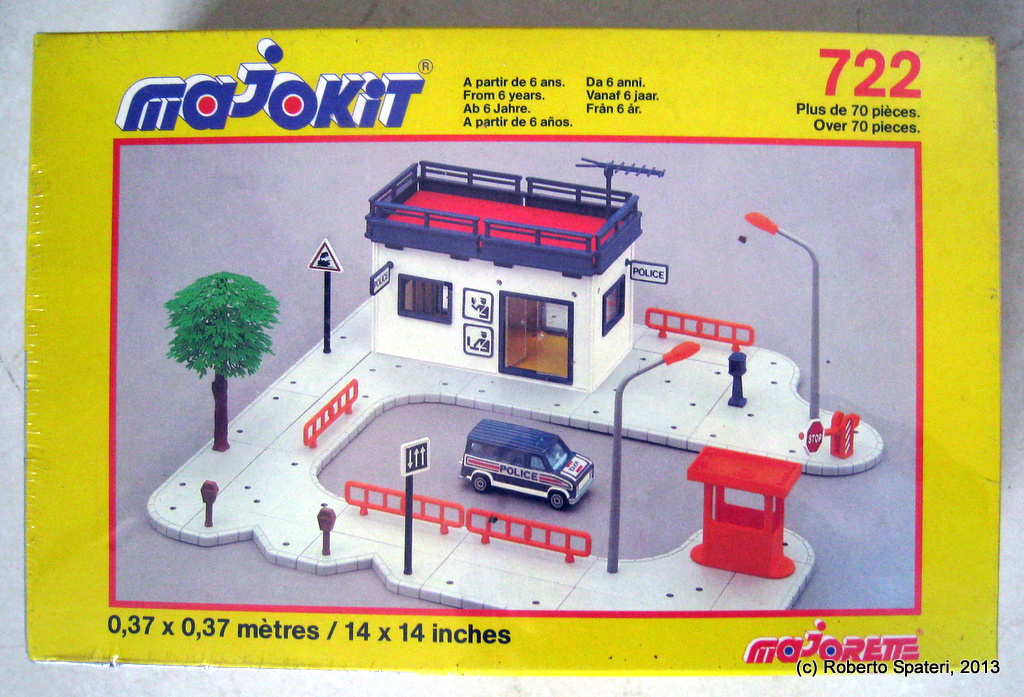 MAJOKIT ®
A partir de 6 ans.
From 6 years.
Ab 6 Jahre.
A partir de 6 años.
Da 6 anni.
Vanaf 6 jaar.
Från 6 år.
722
Plus de 70 pièces.
Over 70 pieces.
POLICE
POLICE
STOP
POLICE
0,37 x 0,37 mètres / 14 x 14 inches
MAJORETTE
(c) Roberto Spateri, 2013